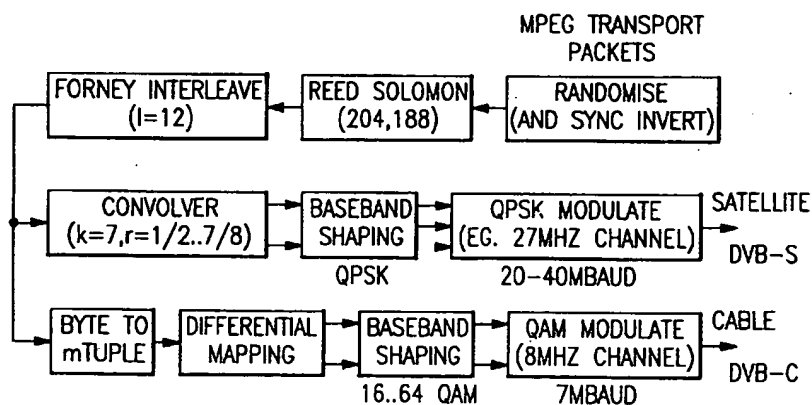 MPEG TRANSPORT
PACKETS
FORNEY INTERLEAVE
(I=12)
REED SOLOMON
(204,188)
RANDOMISE
(AND SYNC INVERT)
CONVOLVER
(k=7,r=1/2..7/8)
BASEBAND
SHAPING
QPSK
QPSK MODULATE
(EG. 27MHZ CHANNEL)
20-40MBAUD
SATELLITE
DVB-S
BYTE TO
mTUPLE
DIFFERENTIAL
MAPPING
BASEBAND
SHAPING
16..64 QAM
QAM MODULATE
(8MHZ CHANNEL)
7MBAUD
CABLE
DVB-C